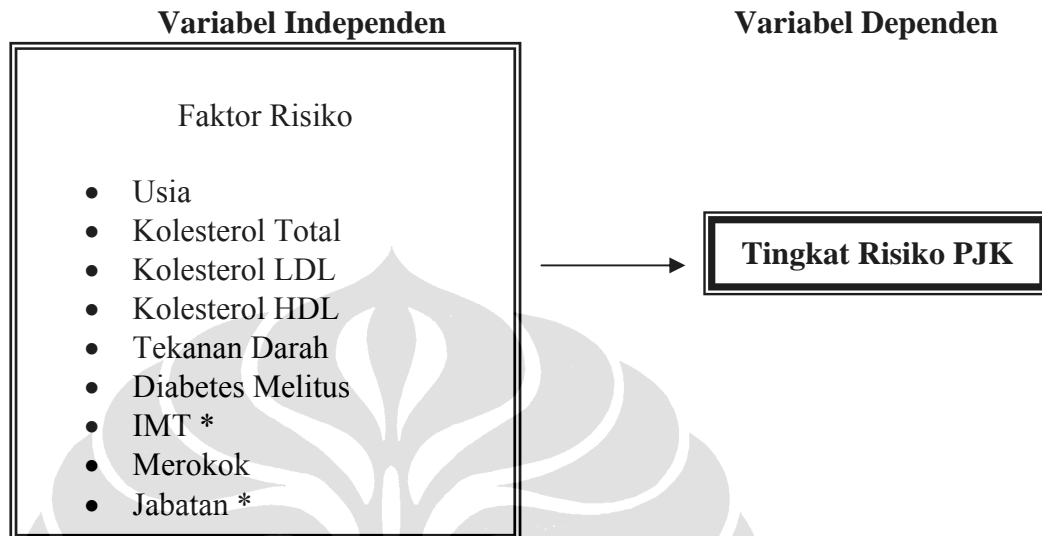 Variabel Independen
Variabel Dependen
Faktor Risiko
• Usia
• Kolesterol Total
• Kolesterol LDL
• Kolesterol HDL
• Tekanan Darah
• Diabetes Melitus
• IMT *
• Merokok
• Jabatan *
Tingkat Risiko PJK